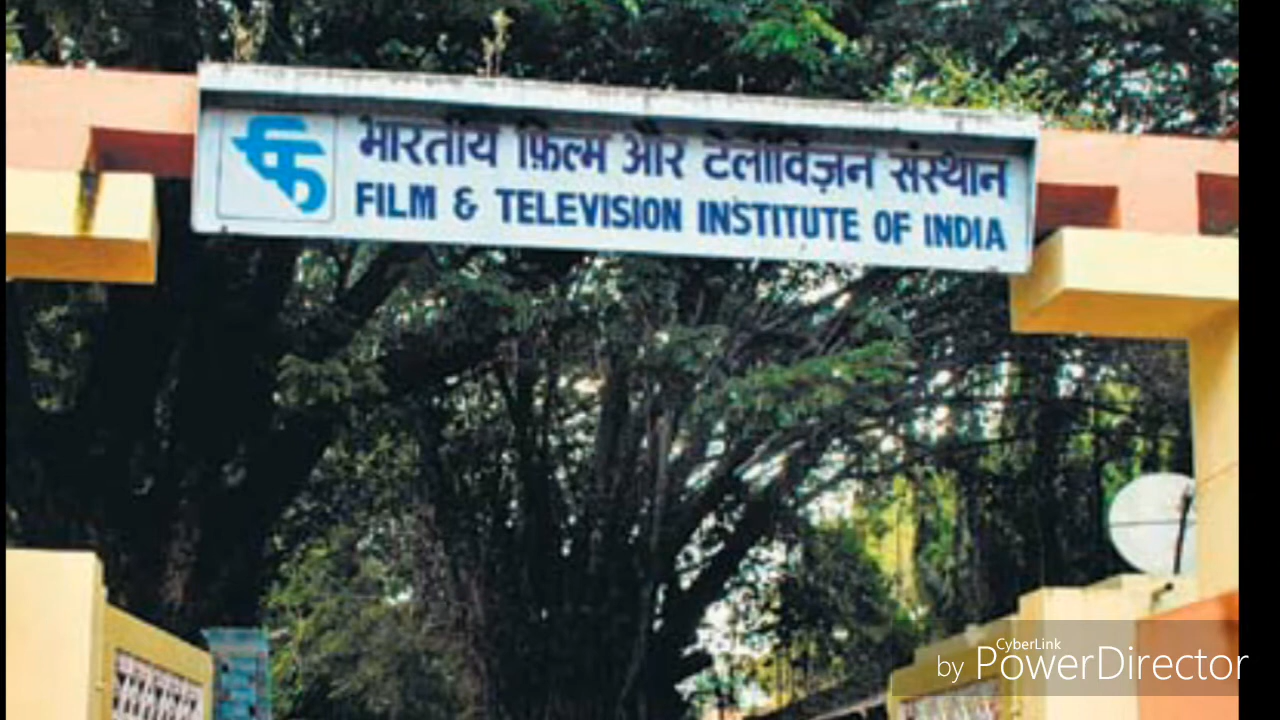 भारतीय फ़िल्म और टेलीविज़न संस्थान
FILM & TELEVISION INSTITUTE OF INDIA
CyberLink
by PowerDirector